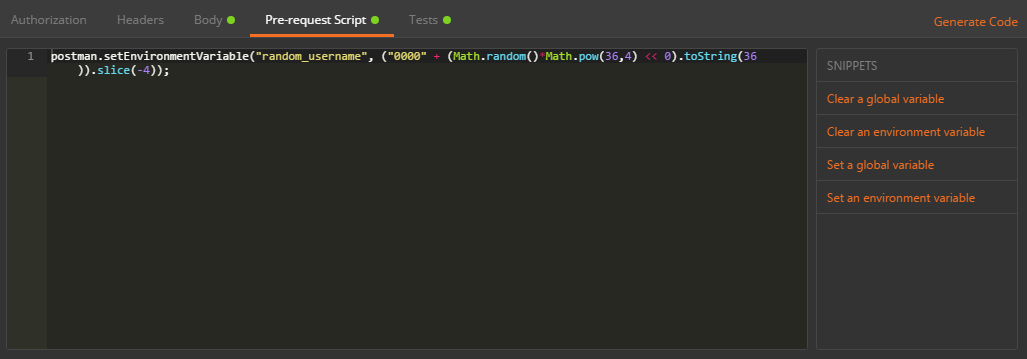 Authorization Headers Body Pre-request Script Tests Generate Code
1 postman.setEnvironmentVariable("random_username", ("0000" + (Math.random()*Math.pow(36,4) << 0).toString(36
)).slice(-4));
SNIPPETS
Clear a global variable
Clear an environment variable
Set a global variable
Set an environment variable